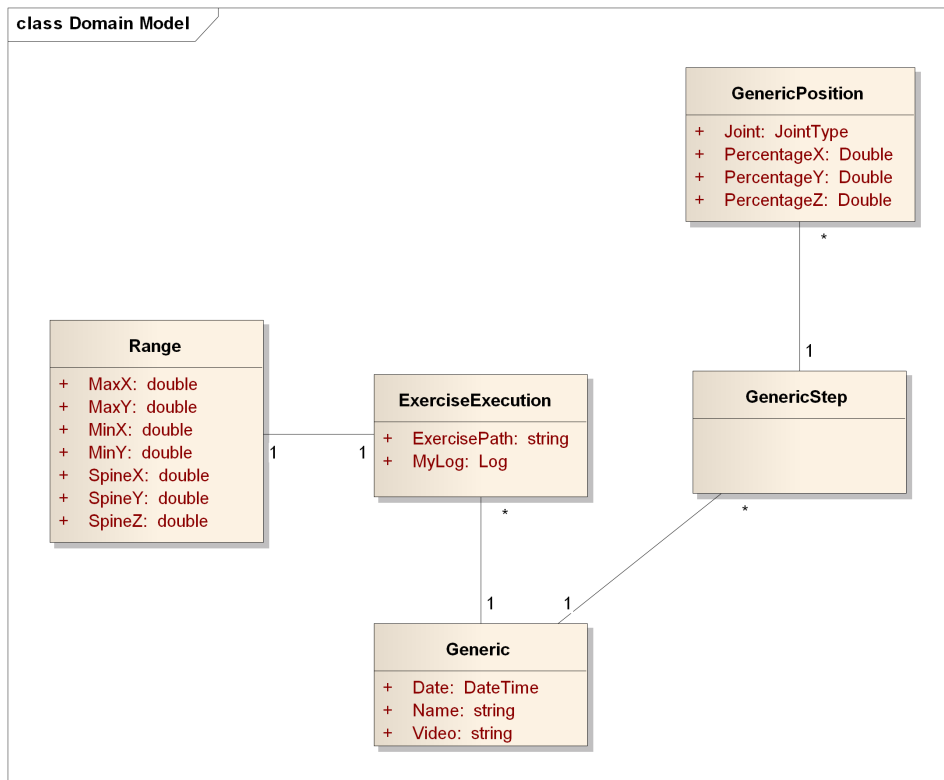 class Domain Model
GenericPosition
+ Joint: JointType
+ PercentageX: Double
+ PercentageY: Double
+ PercentageZ: Double
*
1
Range
+ MaxX: double
+ MaxY: double
+ MinX: double
+ MinY: double
+ SpineX: double
+ SpineY: double
+ SpineZ: double
1
1
ExerciseExecution
+ ExercisePath: string
+ MyLog: Log
*
1
GenericStep
*
1
Generic
+ Date: DateTime
+ Name: string
+ Video: string